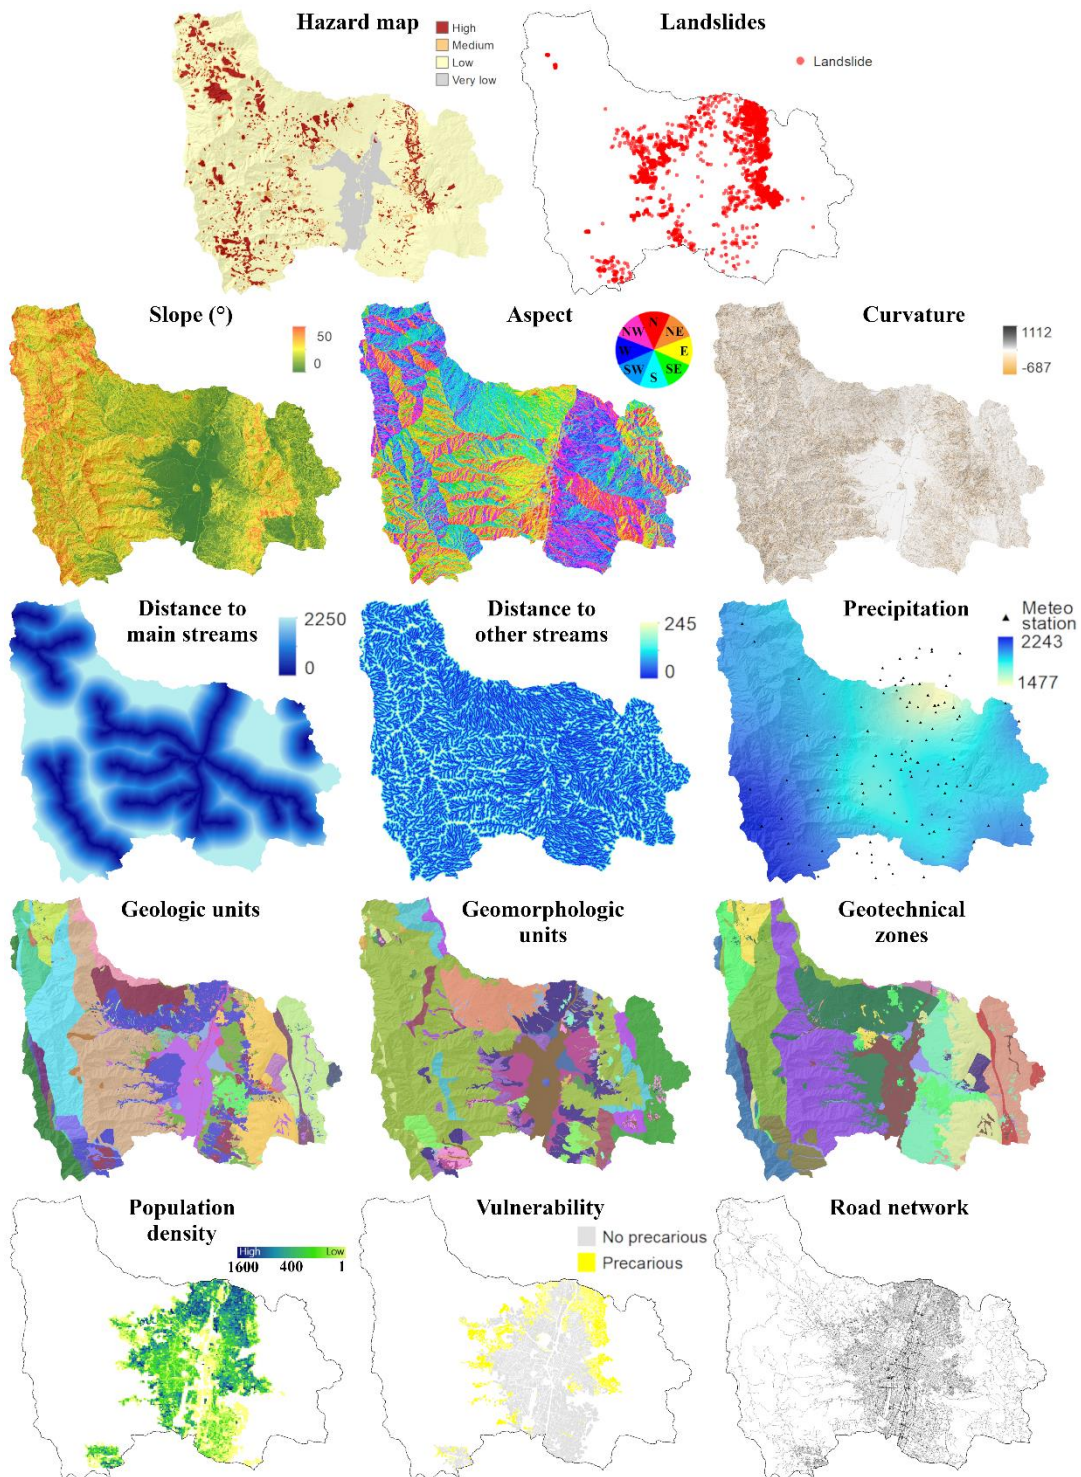 Hazard map
High
Medium
Low
Very low
Landslides
Landslide
Slope (°)
50
0
Aspect
N
NE
E
SE
S
SW
W
NW
Curvature
1112
-687
Distance to
main streams
2250
0
Distance to
other streams
245
0
Precipitation
Meteo
station
2243
1477
Geologic units
Geomorphologic
units
Geotechnical
zones
Population
density
High
Low
1600
400
1
Vulnerability
No precarious
Precarious
Road network